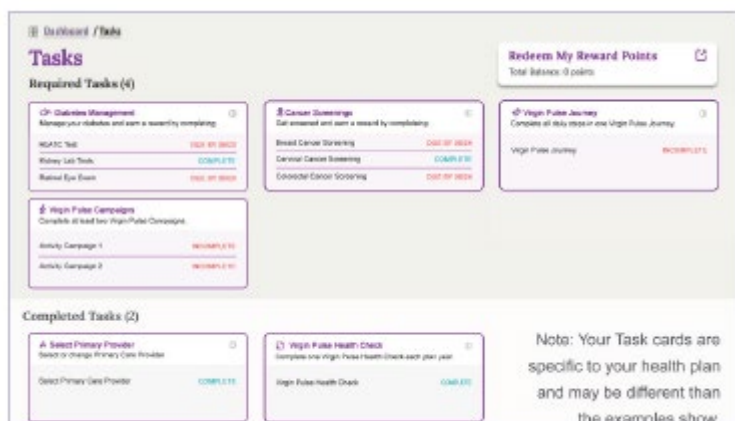 Dashboard / Tasks
Tasks
Redeem My Reward Points
Total Balance: 0 points
Required Tasks (4)
Diabetes Management
Manage your diabetes and earn a reward by completing
Kidney Lab Tests COMPLETE
Retinal Eye Exam
Cancer Screenings
Get screened and earn a reward by completing
Breast Cancer Screening
Cervical Cancer Screening COMPLETE
Colorectal Cancer Screening
Virgin Pulse Journey
Complete all daily steps in one Virgin Pulse Journey.
Virgin Pulse Journey INCOMPLETE
Virgin Pulse Campaigns
Complete at least two Virgin Pulse Campaigns.
Activity Campaign 1 INCOMPLETE
Activity Campaign 2 INCOMPLETE
Completed Tasks (2)
Select Primary Provider
Select or change Primary Care Provider
Select Primary Care Provider COMPLETE
Virgin Pulse Health Check
Complete one Virgin Pulse Health Check each plan year
Virgin Pulse Health Check COMPLETE
Note: Your Task cards are
specific to your health plan
and may be different than
the examples show.